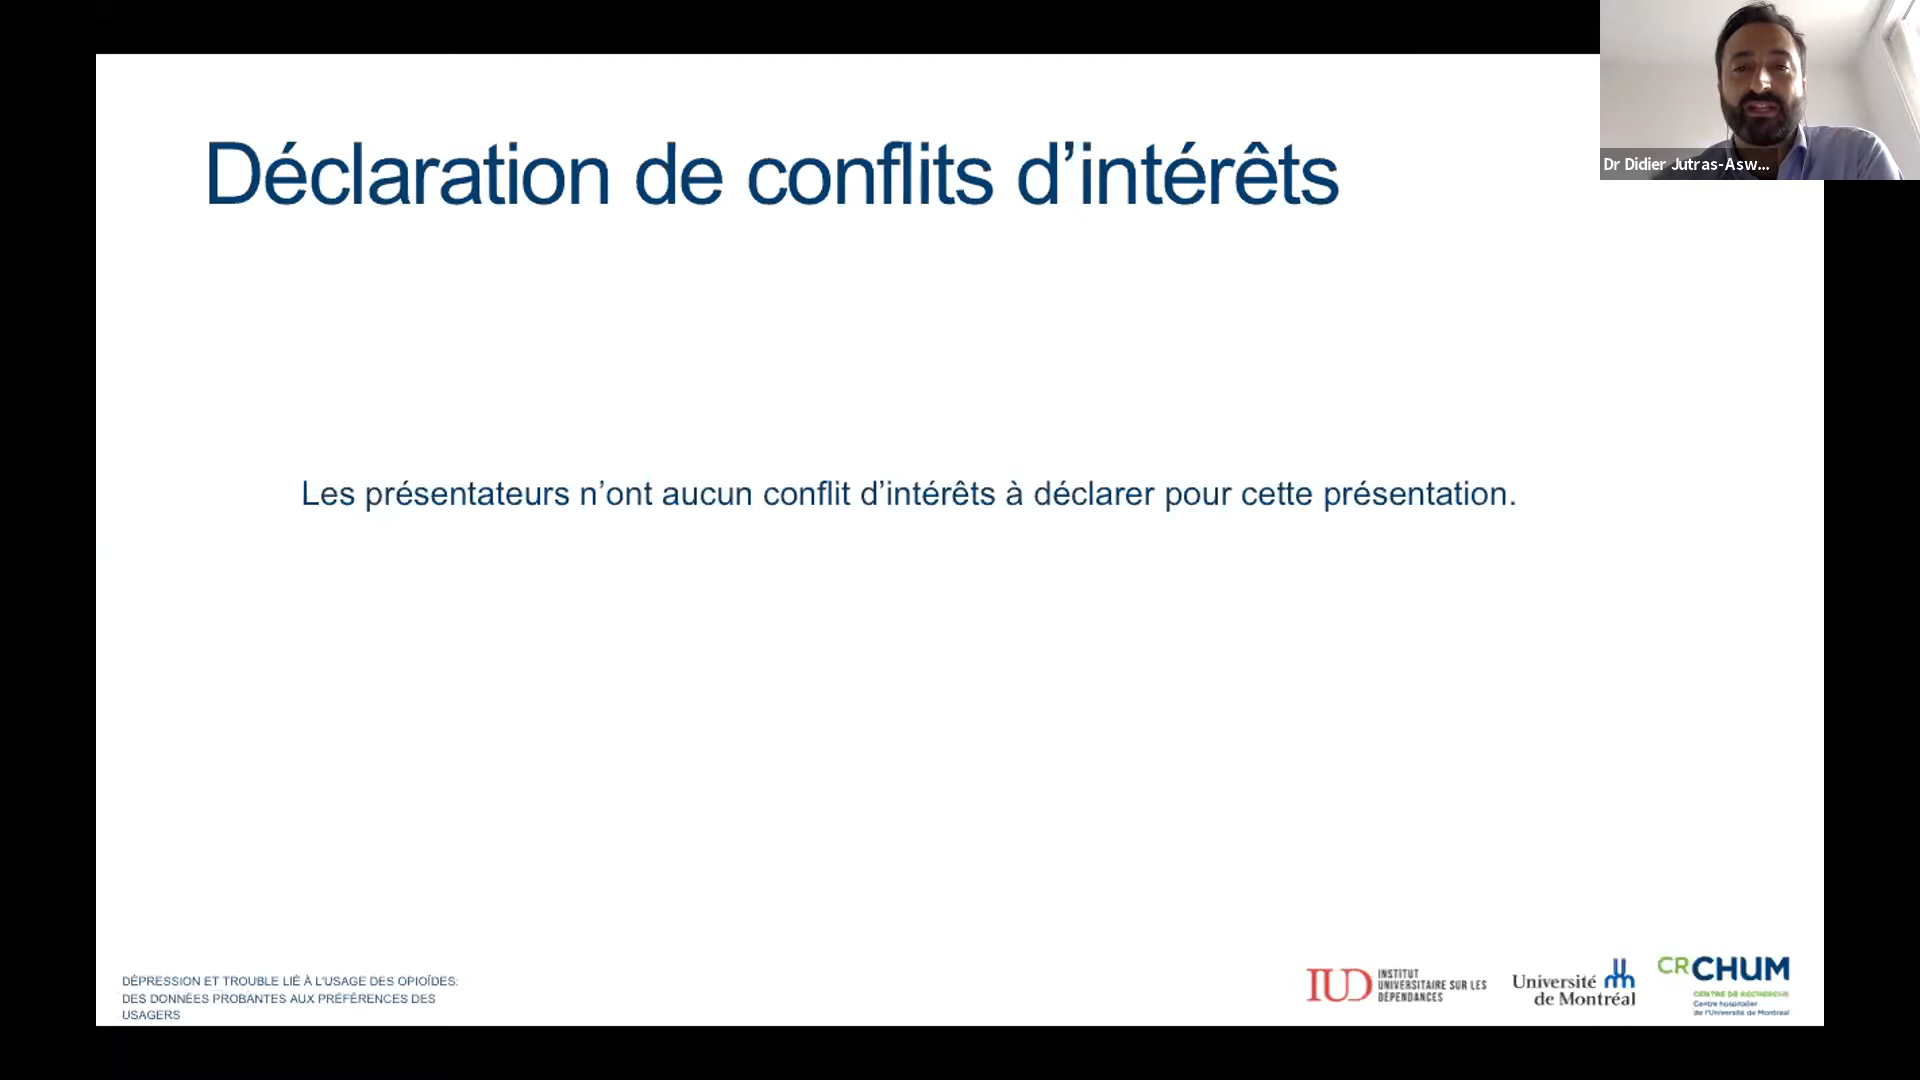 Déclaration de conflits d’intérêts
Dr Didier Jutras-Asw...
Les présentateurs n’ont aucun conflit d’intérêts à déclarer pour cette présentation.
DÉPRESSION ET TROUBLE LIÉ À L'USAGE DES OPIOÏDES:
DES DONNÉES PROBANTES AUX PRÉFÉRENCES DES
USAGERS
IUD
INSTITUT
UNIVERSITAIRE SUR LES
DÉPENDANCES
Université
de Montréal
CRCHUM
CENTRE DE RECHERCHE
Centre hospitalier
de l'Université de Montréal